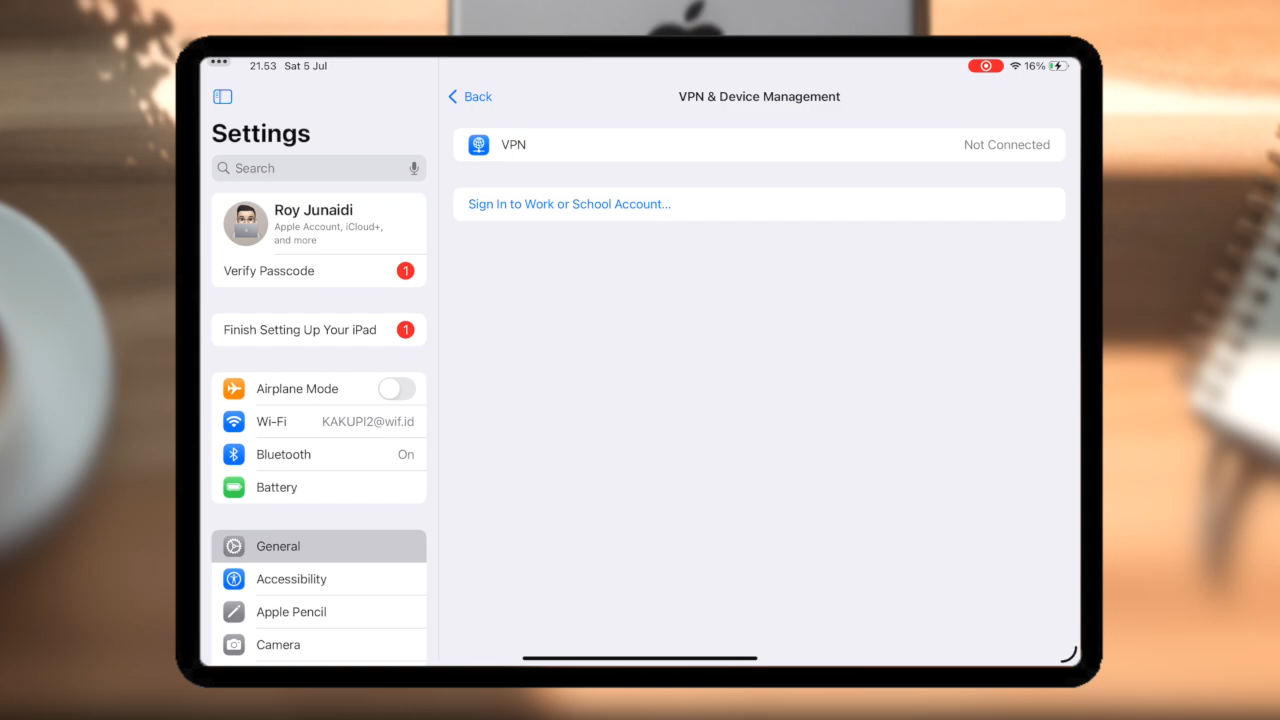 21.53 Sat 5 Jul
16%
Settings
Search
Roy Junaidi
Apple Account, iCloud+,
and more
Verify Passcode 1
Finish Setting Up Your iPad 1
Airplane Mode
Wi-Fi KAKUPI2@wif.id
Bluetooth On
Battery
General
Accessibility
Apple Pencil
Camera
Back
VPN & Device Management
VPN Not Connected
Sign In to Work or School Account...